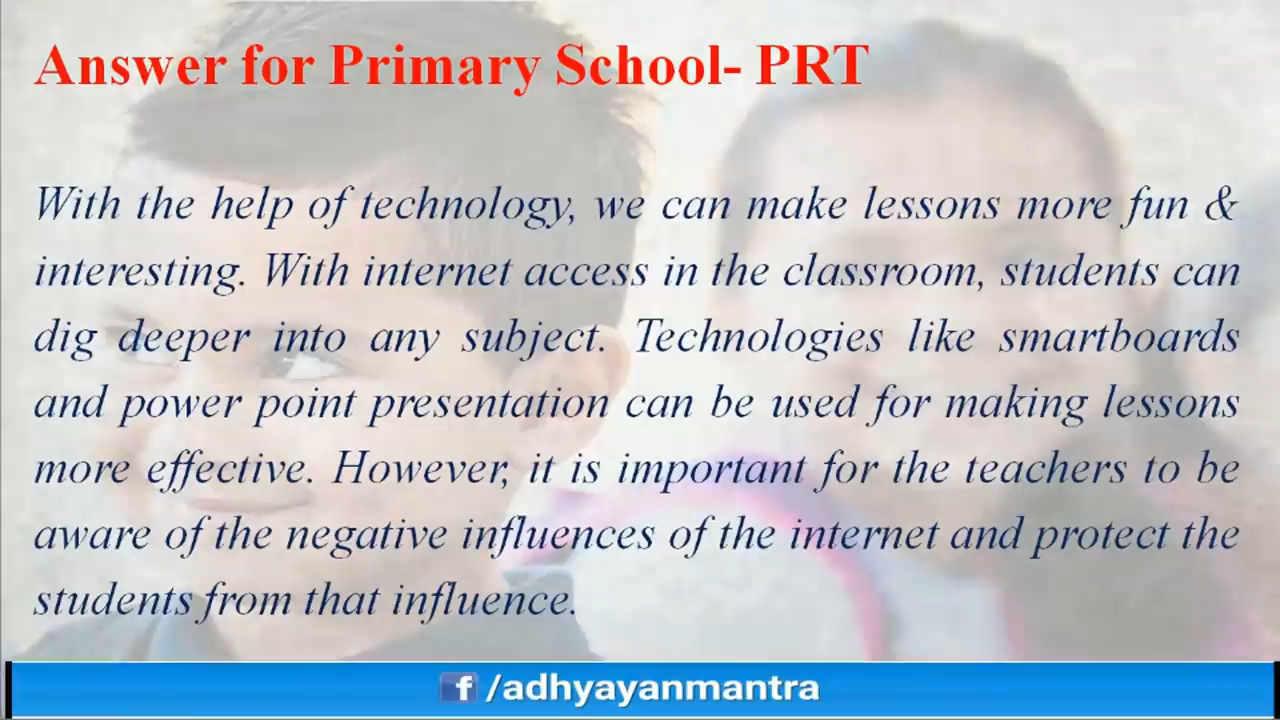 Answer for Primary School- PRT
With the help of technology, we can make lessons more fun &
interesting. With internet access in the classroom, students can
dig deeper into any subject. Technologies like smartboards
and power point presentation can be used for making lessons
more effective. However, it is important for the teachers to be
aware of the negative influences of the internet and protect the
students from that influence.
f /adhyayanmantra